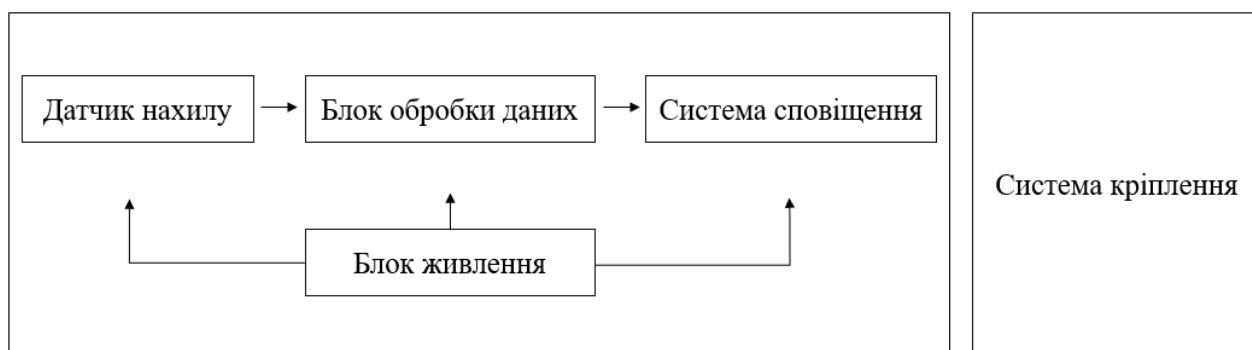 Датчик нахилу
Блок обробки даних
Система сповіщення
Система кріплення
Блок живлення